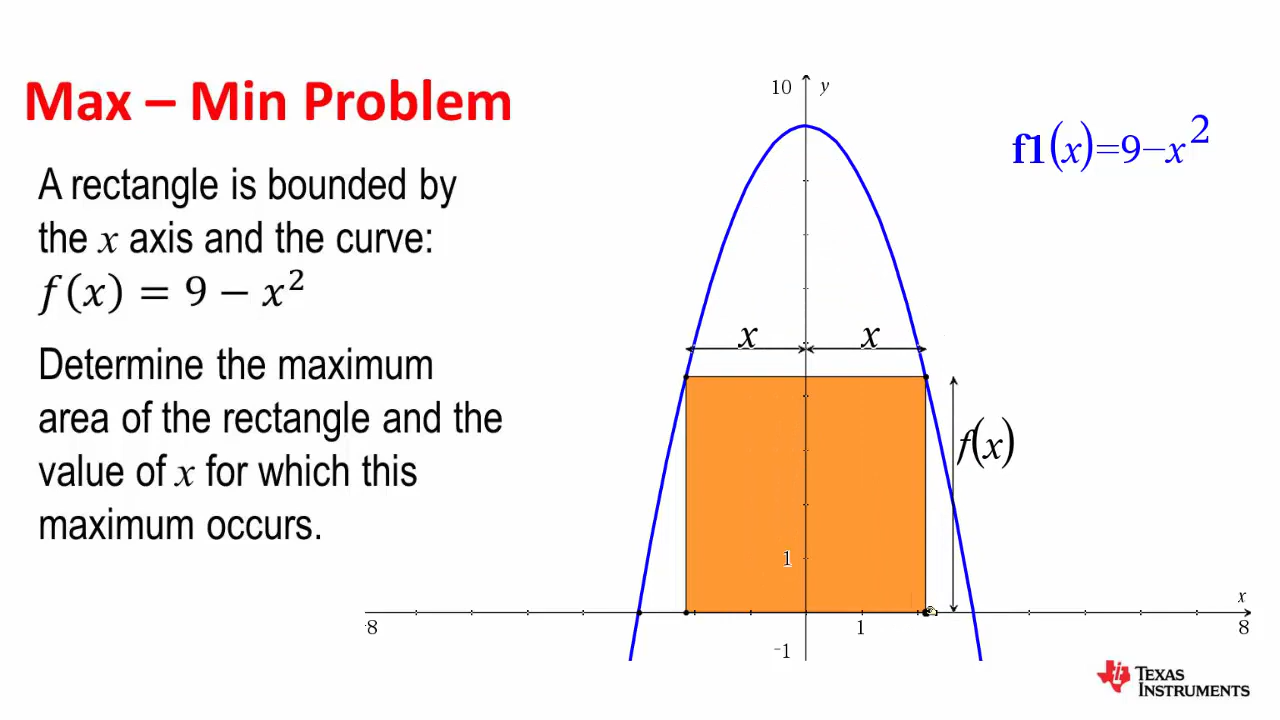 Max – Min Problem
A rectangle is bounded by
the x axis and the curve:
f(x) = 9 − x²
Determine the maximum
area of the rectangle and the
value of x for which this
maximum occurs.
10 y
f1(x)=9−x²
x x
f(x)
1
x
-8 1 8
-1
TEXAS
INSTRUMENTS